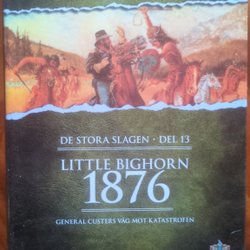 DE STORA SLAGEN · DEL 13
LITTLE BIGHORN
1876
GENERAL CUSTERS VÄG MOT KATASTROFEN